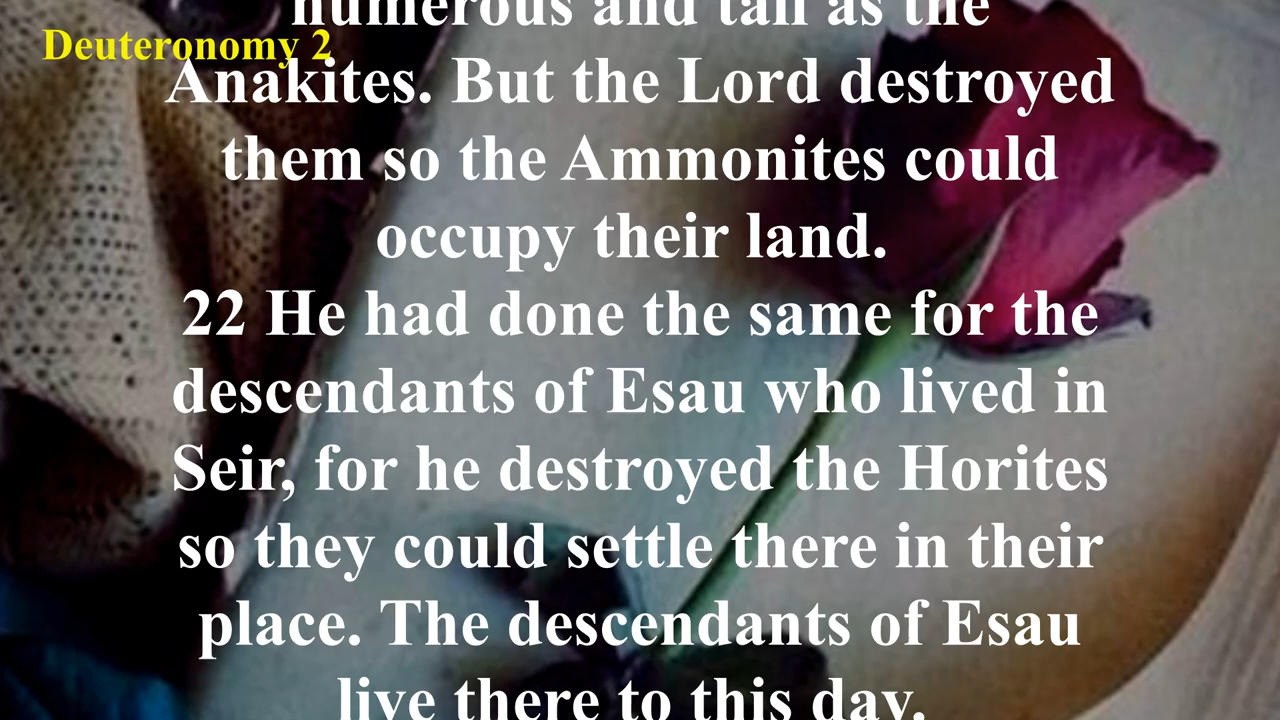 numerous and tall as the
Deuteronomy 2
Anakites. But the Lord destroyed
them so the Ammonites could
occupy their land.
22 He had done the same for the
descendants of Esau who lived in
Seir, for he destroyed the Horites
so they could settle there in their
place. The descendants of Esau
live there to this day.